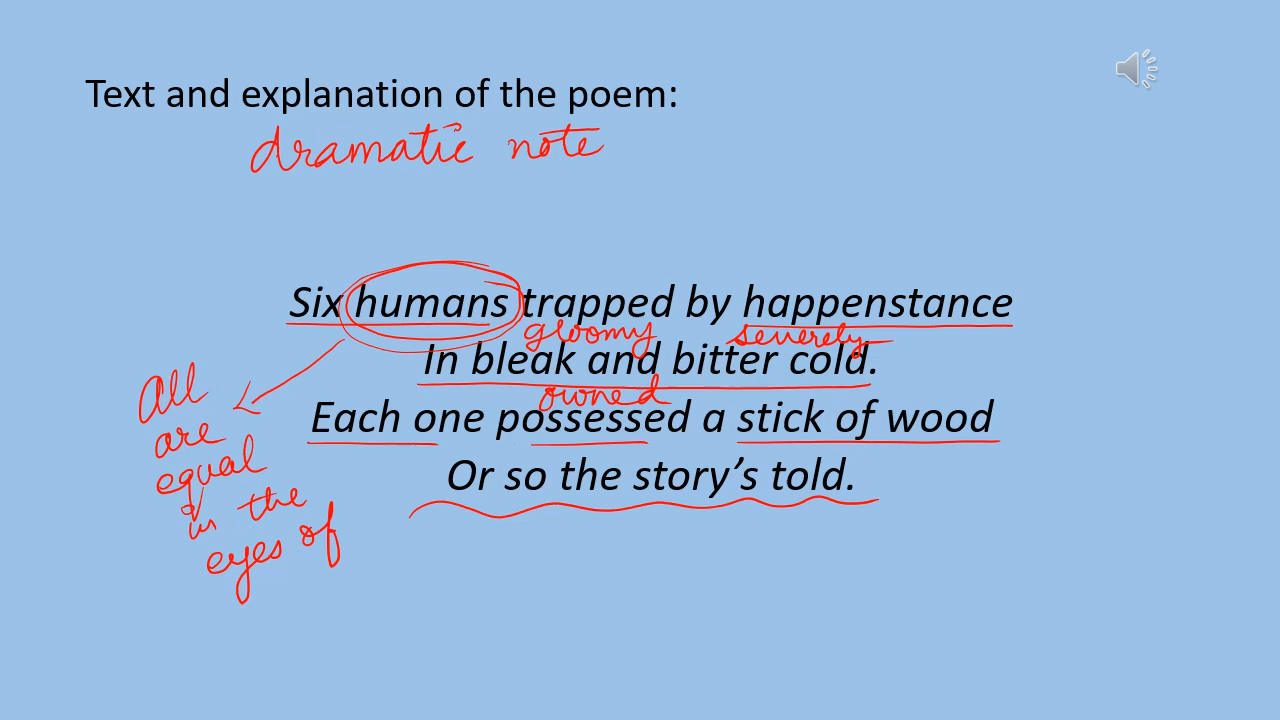 Text and explanation of the poem:
dramatic note
Six humans trapped by happenstance
gloomy severely
In bleak and bitter cold.
owned
Each one possessed a stick of wood
Or so the story’s told.
All
are
equal
in the
eyes of